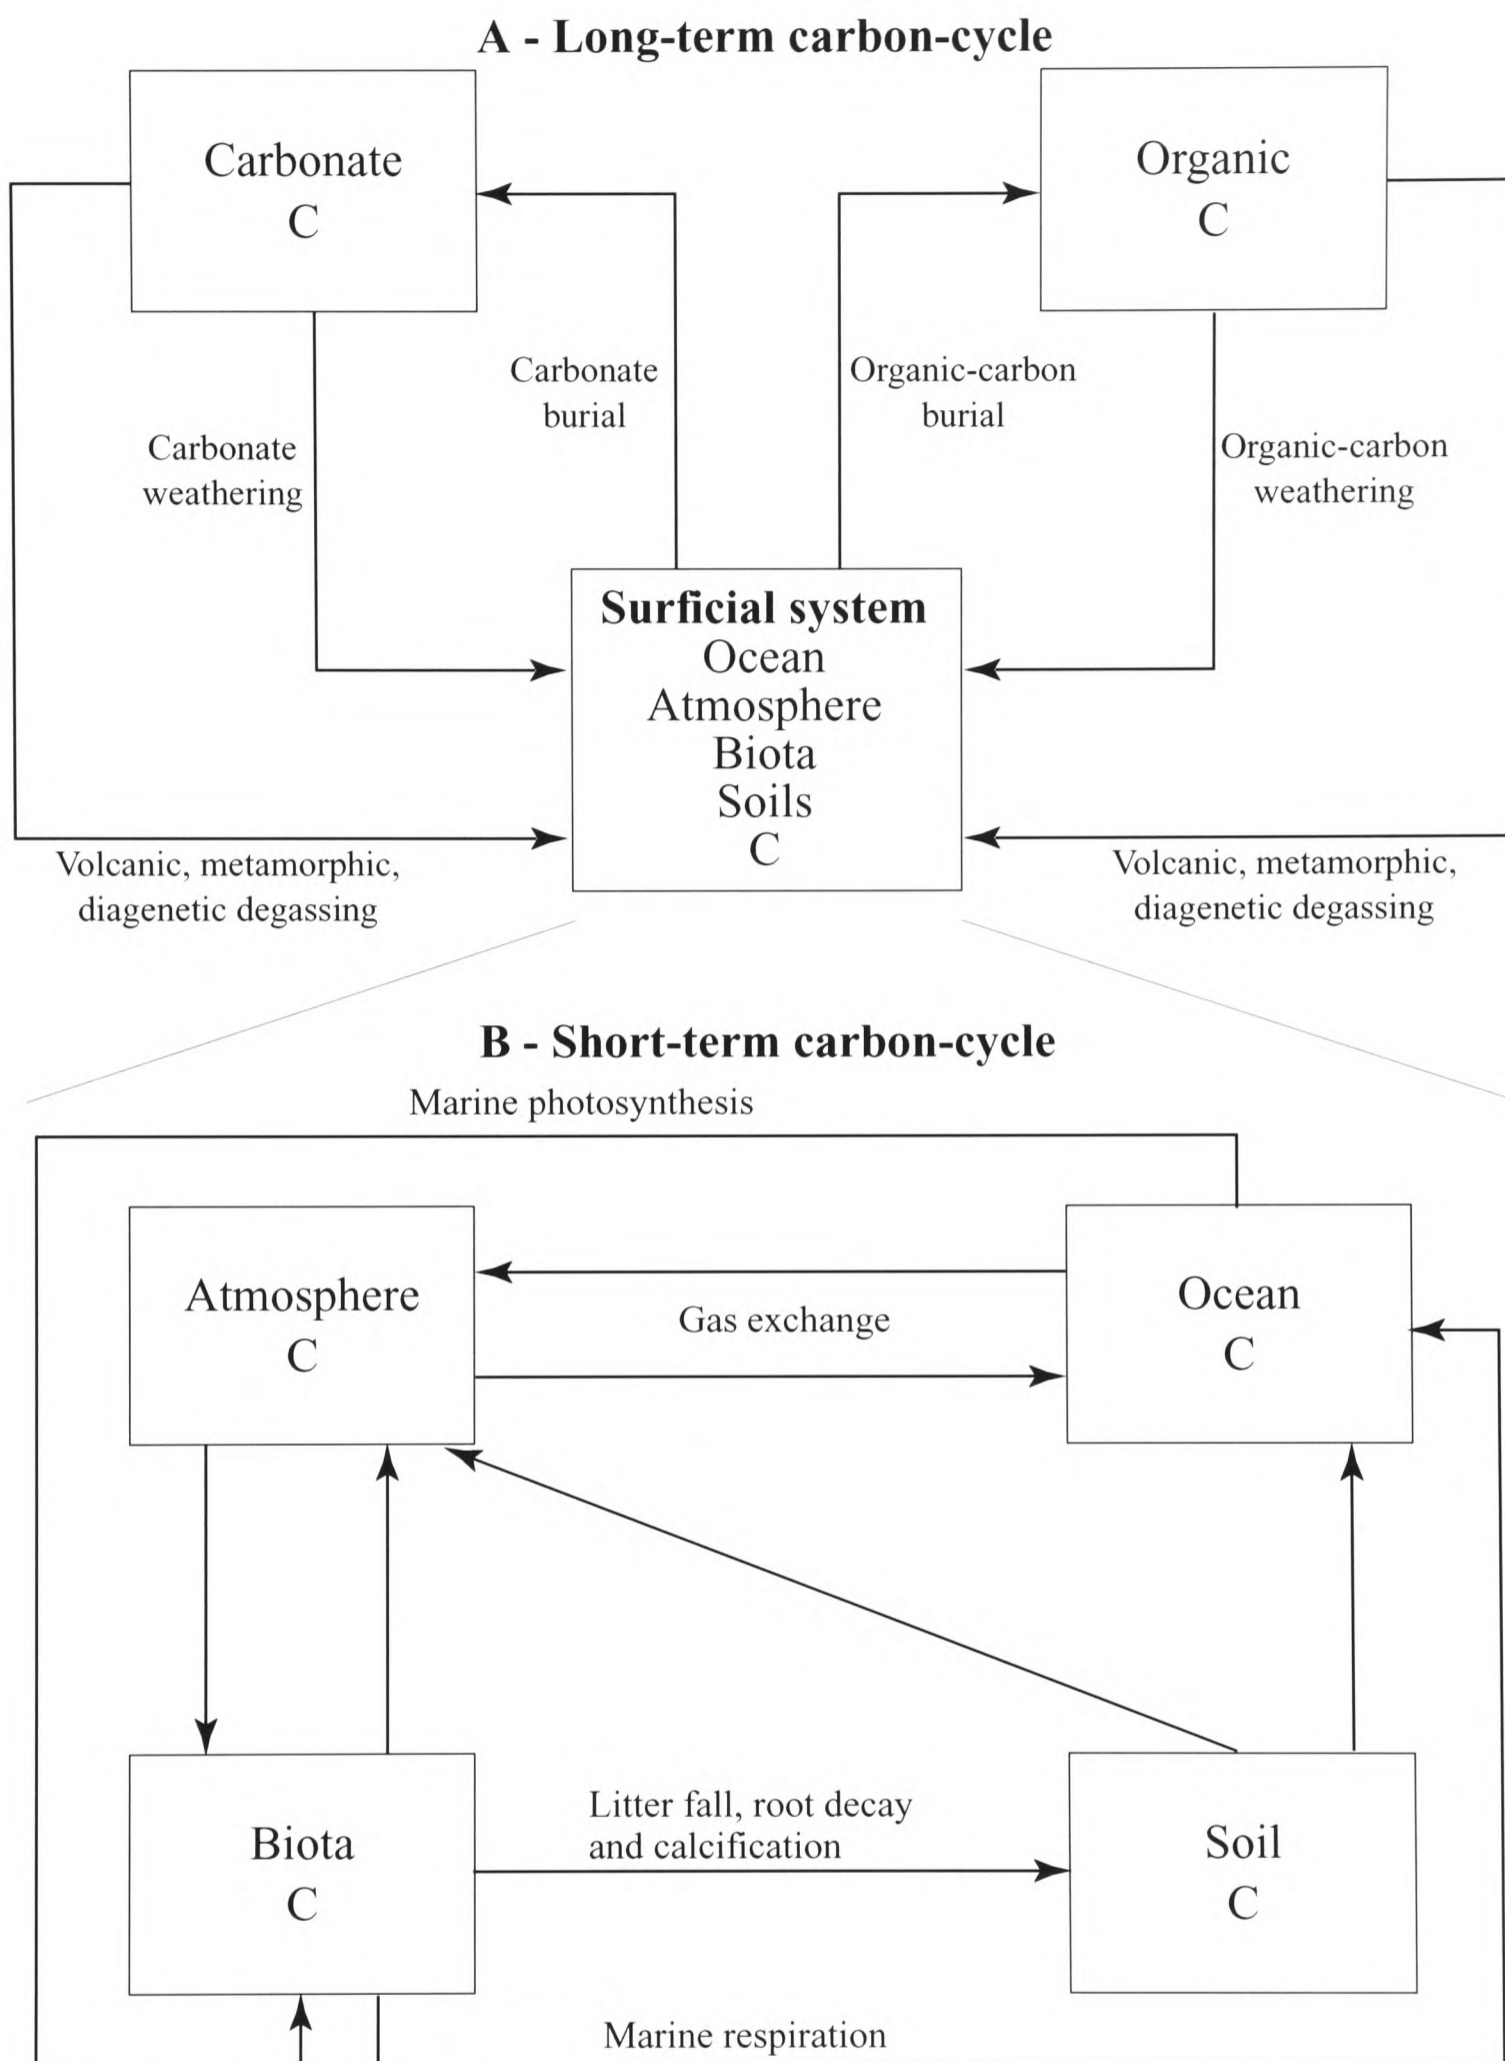 A - Long-term carbon-cycle
Carbonate
C
Organic
C
Carbonate
burial
Organic-carbon
burial
Carbonate
weathering
Organic-carbon
weathering
Surficial system
Ocean
Atmosphere
Biota
Soils
C
Volcanic, metamorphic,
diagenetic degassing
Volcanic, metamorphic,
diagenetic degassing
B - Short-term carbon-cycle
Marine photosynthesis
Atmosphere
C
Gas exchange
Ocean
C
Biota
C
Litter fall, root decay
and calcification
Soil
C
Marine respiration